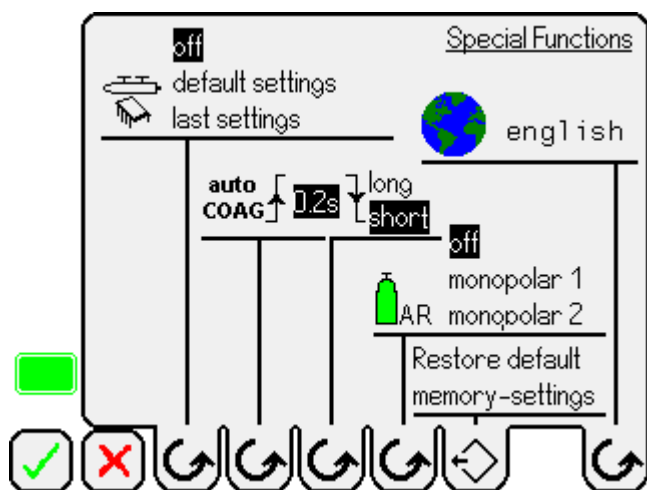 Special Functions
off
default settings
last settings
english
auto
COAG
0.2s
long
short
off
monopolar 1
AR monopolar 2
Restore default
memory-settings